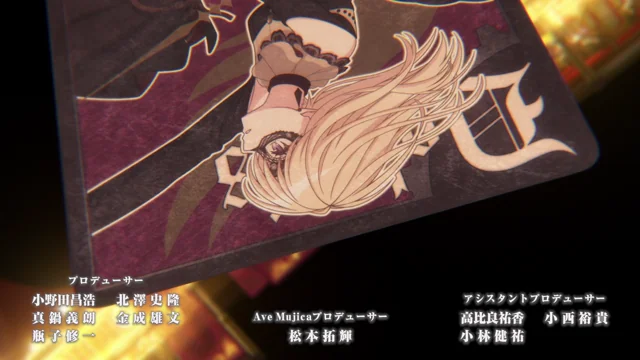 プロデューサー
小野田昌浩　北澤史隆
真鍋義朗　金成雄文
瓶子修一
Ave Mujicaプロデューサー
松本拓輝
アシスタントプロデューサー
高比良祐香　小西裕貴
小林健祐